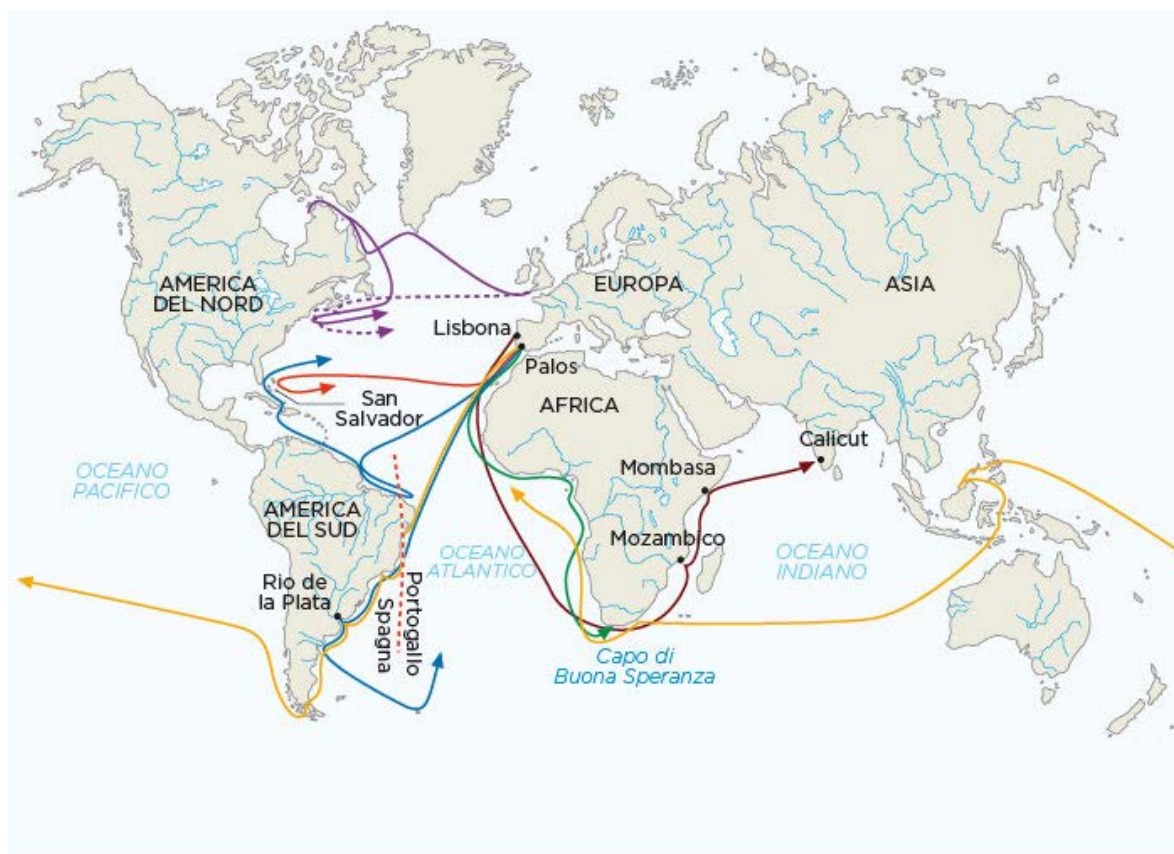 AMERICA
DEL NORD
EUROPA
ASIA
Lisbona
Palos
San
Salvador
AFRICA
Calicut
OCEANO
PACIFICO
Mombasa
AMERICA
DEL SUD
Mozambico
OCEANO
ATLANTICO
OCEANO
INDIANO
Rio de
la Plata
Portogallo
Spagna
Capo di
Buona Speranza